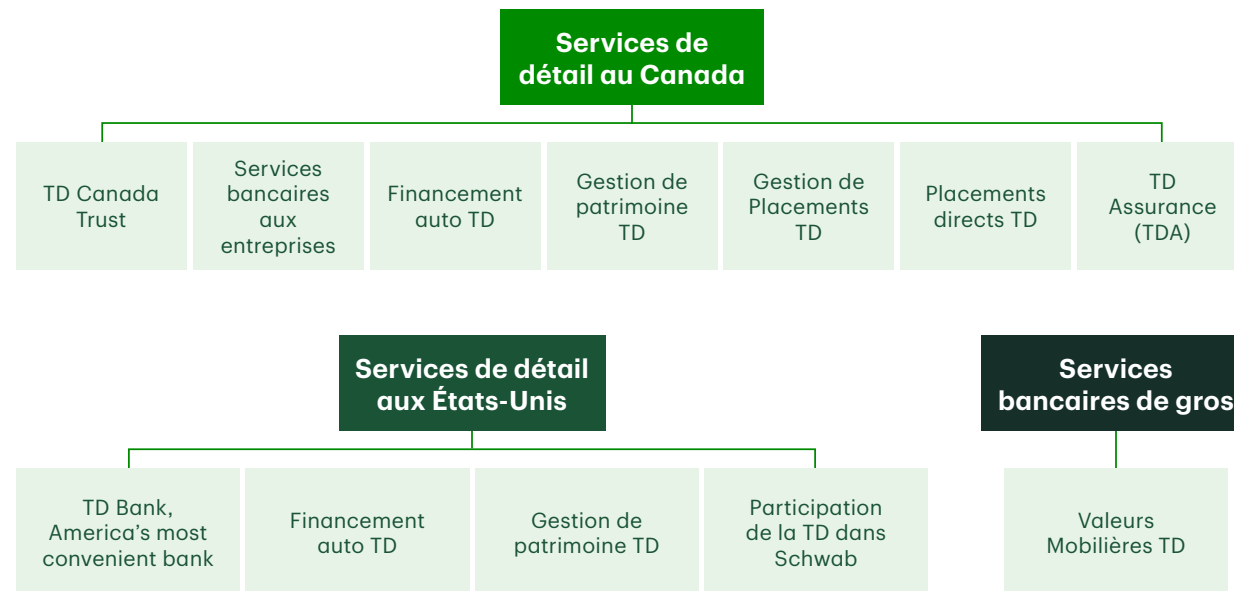 Services de
détail au Canada
TD Canada
Trust
Services
bancaires
aux
entreprises
Financement
auto TD
Gestion de
patrimoine
TD
Gestion de
Placements
TD
Placements
directs TD
TD
Assurance
(TDA)
Services de détail
aux États-Unis
TD Bank,
America’s most
convenient bank
Financement
auto TD
Gestion de
patrimoine TD
Participation
de la TD dans
Schwab
Services
bancaires de gros
Valeurs
Mobilières TD